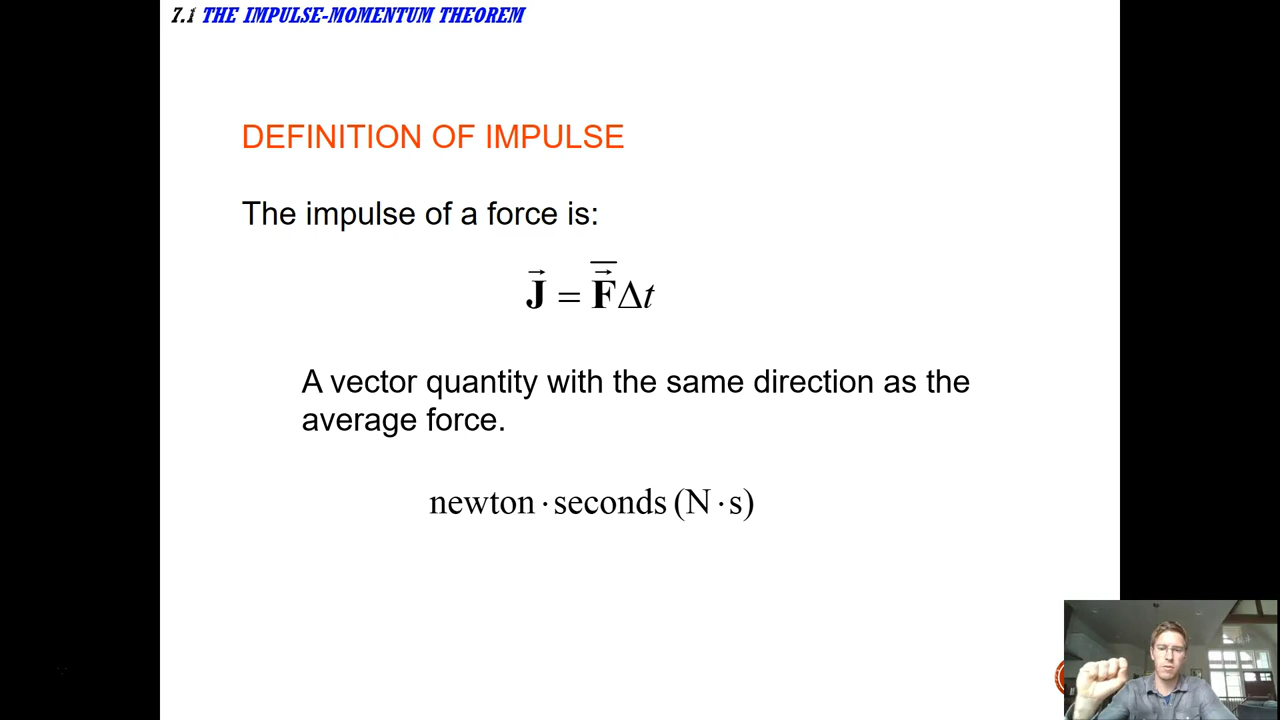 7.1 THE IMPULSE-MOMENTUM THEOREM
DEFINITION OF IMPULSE
The impulse of a force is:
J⃗ = F̅⃗Δt
A vector quantity with the same direction as the
average force.
newton · seconds (N · s)